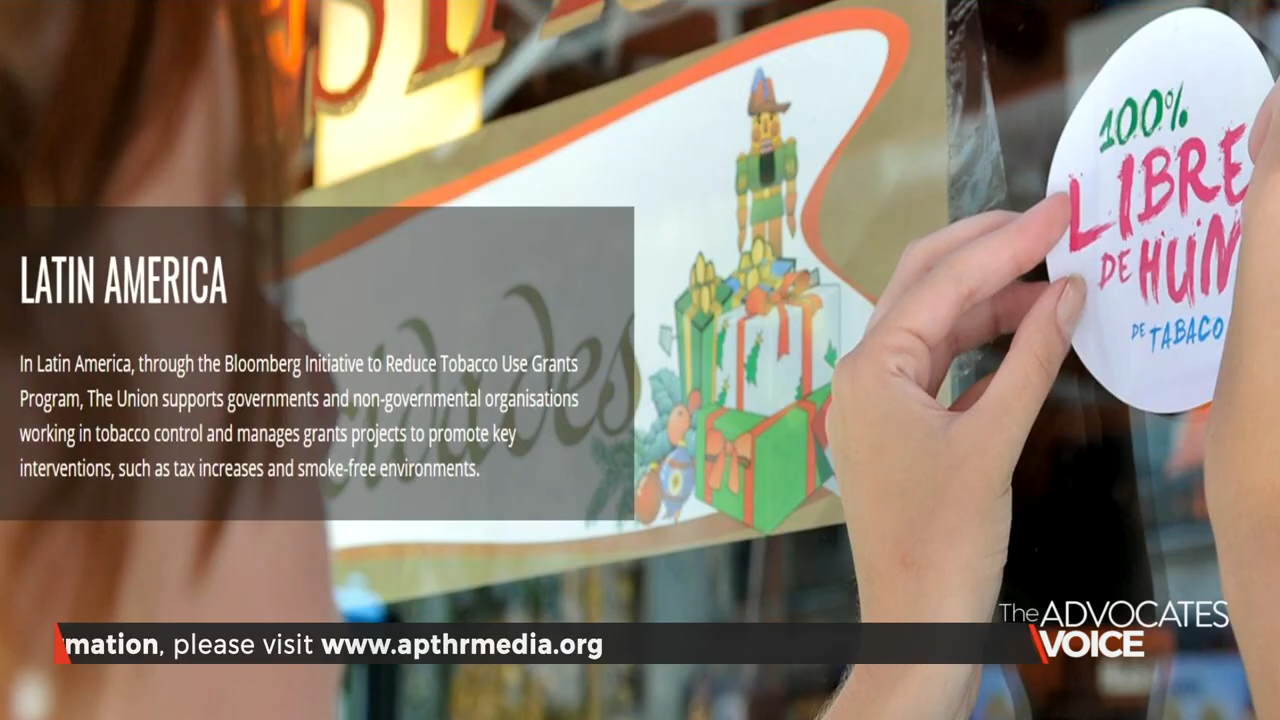 100%
LIBRE
DE HUM
DE TABACO
LATIN AMERICA
In Latin America, through the Bloomberg Initiative to Reduce Tobacco Use Grants
Program, The Union supports governments and non-governmental organisations
working in tobacco control and manages grants projects to promote key
interventions, such as tax increases and smoke-free environments.
The ADVOCATES
VOICE
mation, please visit www.apthrmedia.org